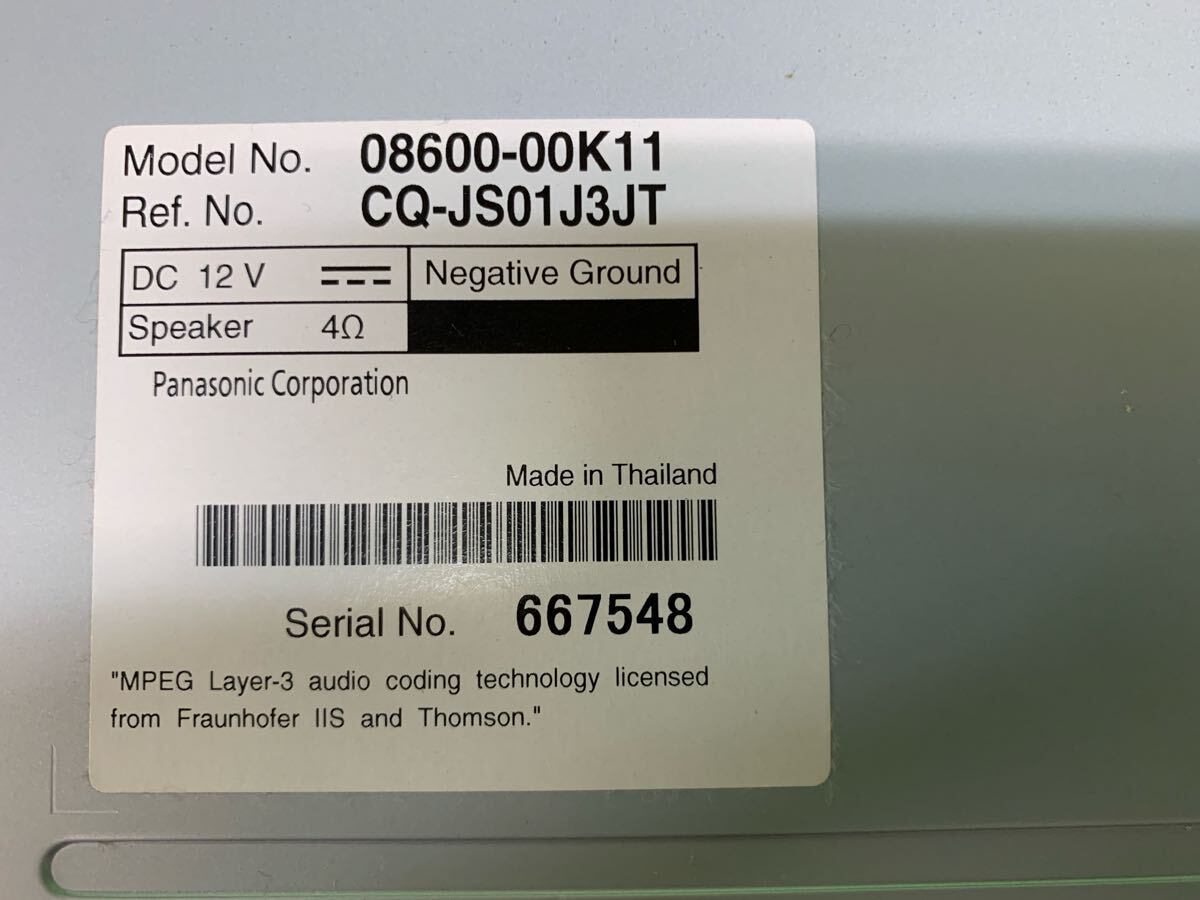 Model No. 08600-00K11
Ref. No. CQ-JS01J3JT
DC 12 V Negative Ground
Speaker 4Ω
Panasonic Corporation
Made in Thailand
Serial No. 667548
"MPEG Layer-3 audio coding technology licensed
from Fraunhofer IIS and Thomson."